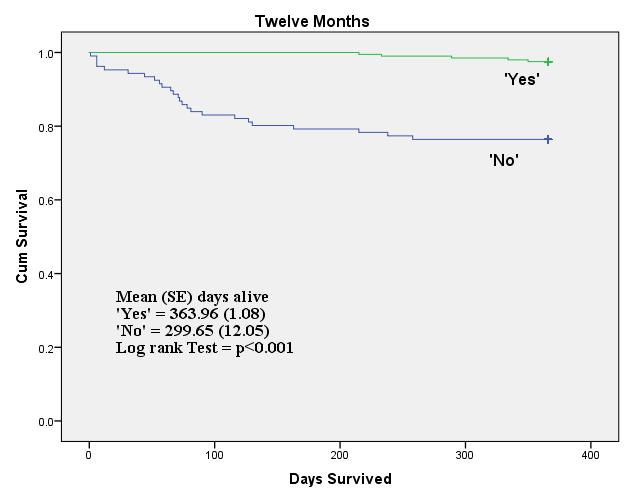 Twelve Months
1.0
'Yes'
0.8
'No'
0.6
Cum Survival
0.4
Mean (SE) days alive
'Yes' = 363.96 (1.08)
'No' = 299.65 (12.05)
Log rank Test = p<0.001
0.2
0.0
0 100 200 300 400
Days Survived